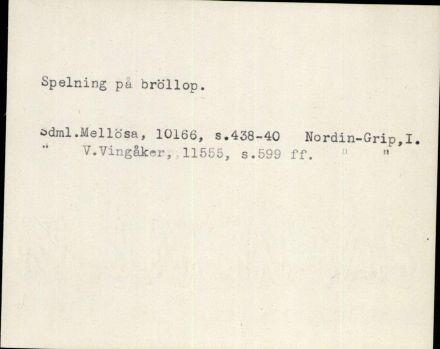 Spelning på bröllop.
Sdml.Mellösa, 10166, s.438-40 Nordin-Grip,I.
" V.Vingåker, 11555, s.599 ff. " "